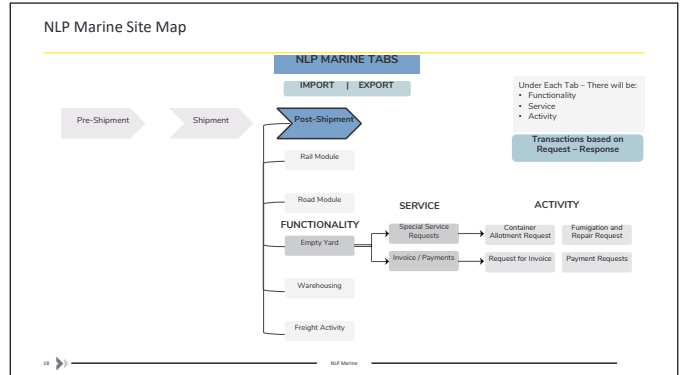 NLP Marine Site Map
NLP MARINE TABS
IMPORT | EXPORT
Under Each Tab – There will be:
• Functionality
• Service
• Activity
Pre-Shipment
Shipment
Post-Shipment
Transactions based on
Request – Response
Rail Module
Road Module
SERVICE
ACTIVITY
FUNCTIONALITY
Empty Yard
Special Service
Requests
Container
Allotment Request
Fumigation and
Repair Request
Invoice / Payments
Request for Invoice
Payment Requests
Warehousing
Freight Activity
18
NLP Marine